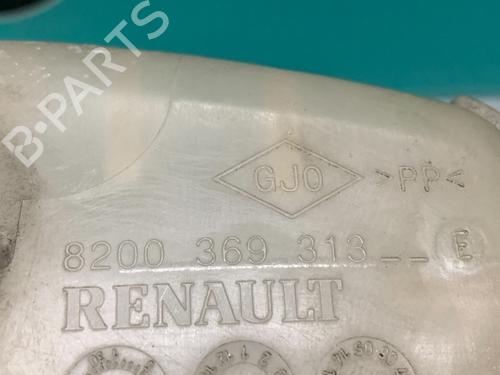 B-PARTS
GJO >PP<
8200 369 313 -- E
RENAULT